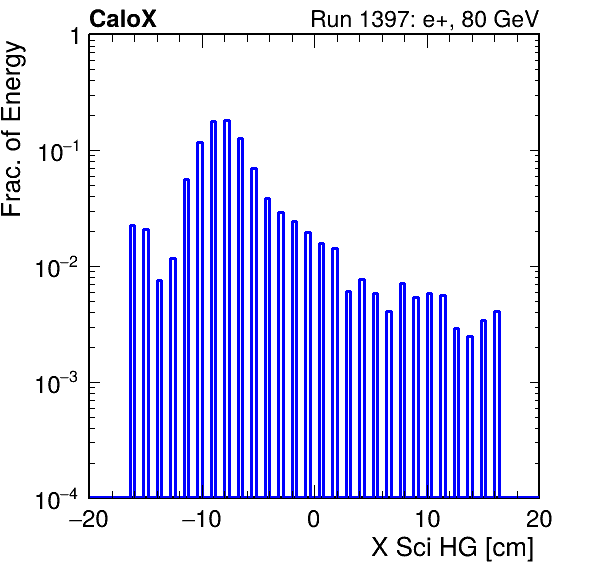 CaloX Run 1397: e+, 80 GeV
Frac. of Energy
1
10⁻¹
10⁻²
10⁻³
10⁻⁴
−20 −10 0 10 20
X Sci HG [cm]